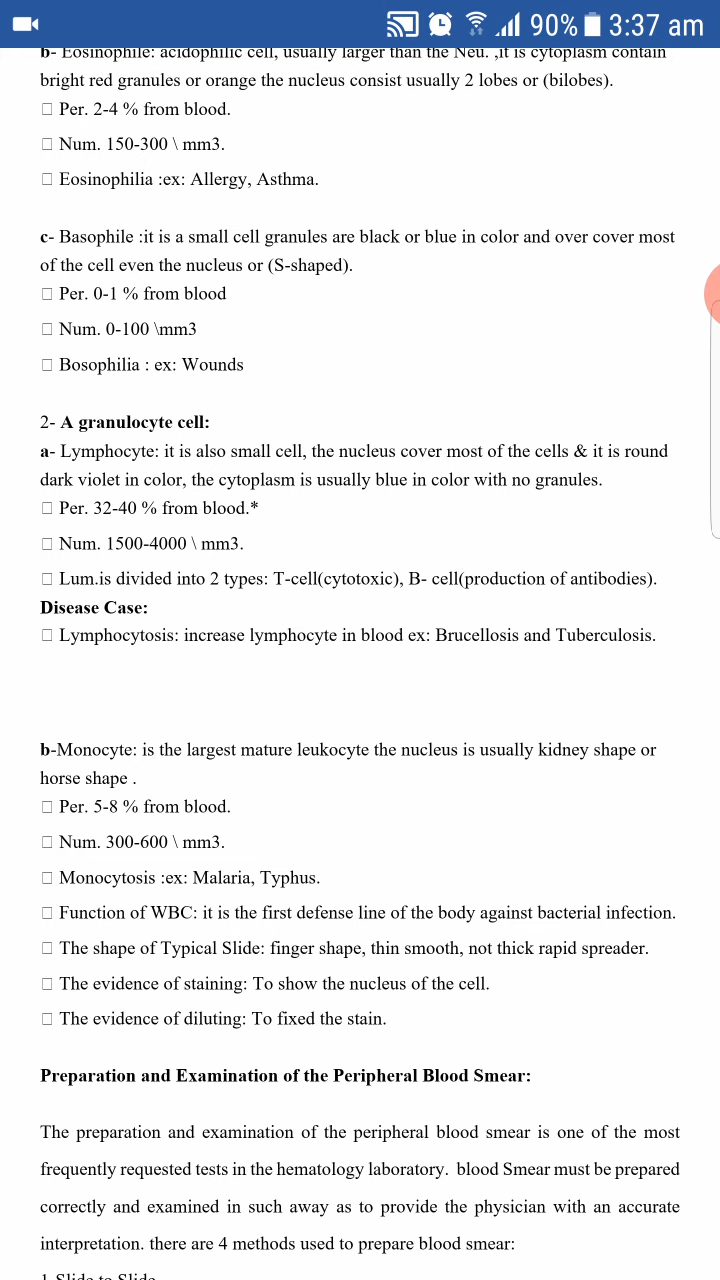 90% 3:37 am
b- Eosinophile: acidophilic cell, usually larger than the Neu. ,it is cytoplasm contain
bright red granules or orange the nucleus consist usually 2 lobes or (bilobes).
□ Per. 2-4 % from blood.
□ Num. 150-300 \ mm3.
□ Eosinophilia :ex: Allergy, Asthma.
c- Basophile :it is a small cell granules are black or blue in color and over cover most
of the cell even the nucleus or (S-shaped).
□ Per. 0-1 % from blood
□ Num. 0-100 \mm3
□ Bosophilia : ex: Wounds
2- A granulocyte cell:
a- Lymphocyte: it is also small cell, the nucleus cover most of the cells & it is round
dark violet in color, the cytoplasm is usually blue in color with no granules.
□ Per. 32-40 % from blood.*
□ Num. 1500-4000 \ mm3.
□ Lum.is divided into 2 types: T-cell(cytotoxic), B- cell(production of antibodies).
Disease Case:
□ Lymphocytosis: increase lymphocyte in blood ex: Brucellosis and Tuberculosis.
b-Monocyte: is the largest mature leukocyte the nucleus is usually kidney shape or
horse shape .
□ Per. 5-8 % from blood.
□ Num. 300-600 \ mm3.
□ Monocytosis :ex: Malaria, Typhus.
□ Function of WBC: it is the first defense line of the body against bacterial infection.
□ The shape of Typical Slide: finger shape, thin smooth, not thick rapid spreader.
□ The evidence of staining: To show the nucleus of the cell.
□ The evidence of diluting: To fixed the stain.
Preparation and Examination of the Peripheral Blood Smear:
The preparation and examination of the peripheral blood smear is one of the most
frequently requested tests in the hematology laboratory. blood Smear must be prepared
correctly and examined in such away as to provide the physician with an accurate
interpretation. there are 4 methods used to prepare blood smear:
1-Slide to Slide